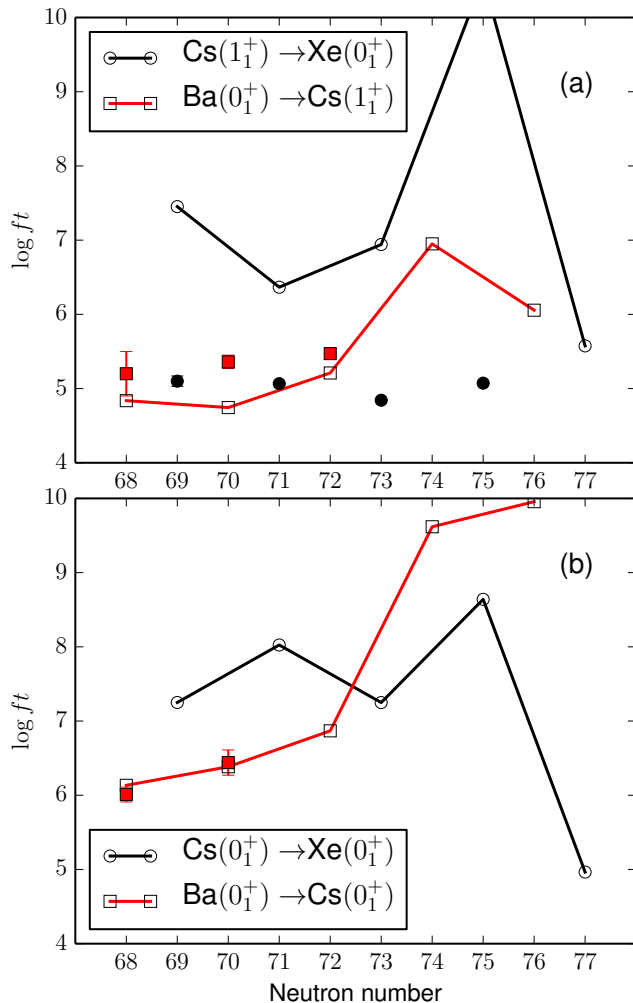 10
9
8
7
6
5
4
log ft
Cs(1₁⁺) →Xe(0₁⁺)
Ba(0₁⁺) →Cs(1₁⁺)
(a)
68 69 70 71 72 73 74 75 76 77
10
9
8
7
6
5
4
log ft
(b)
Cs(0₁⁺) →Xe(0₁⁺)
Ba(0₁⁺) →Cs(0₁⁺)
68 69 70 71 72 73 74 75 76 77
Neutron number